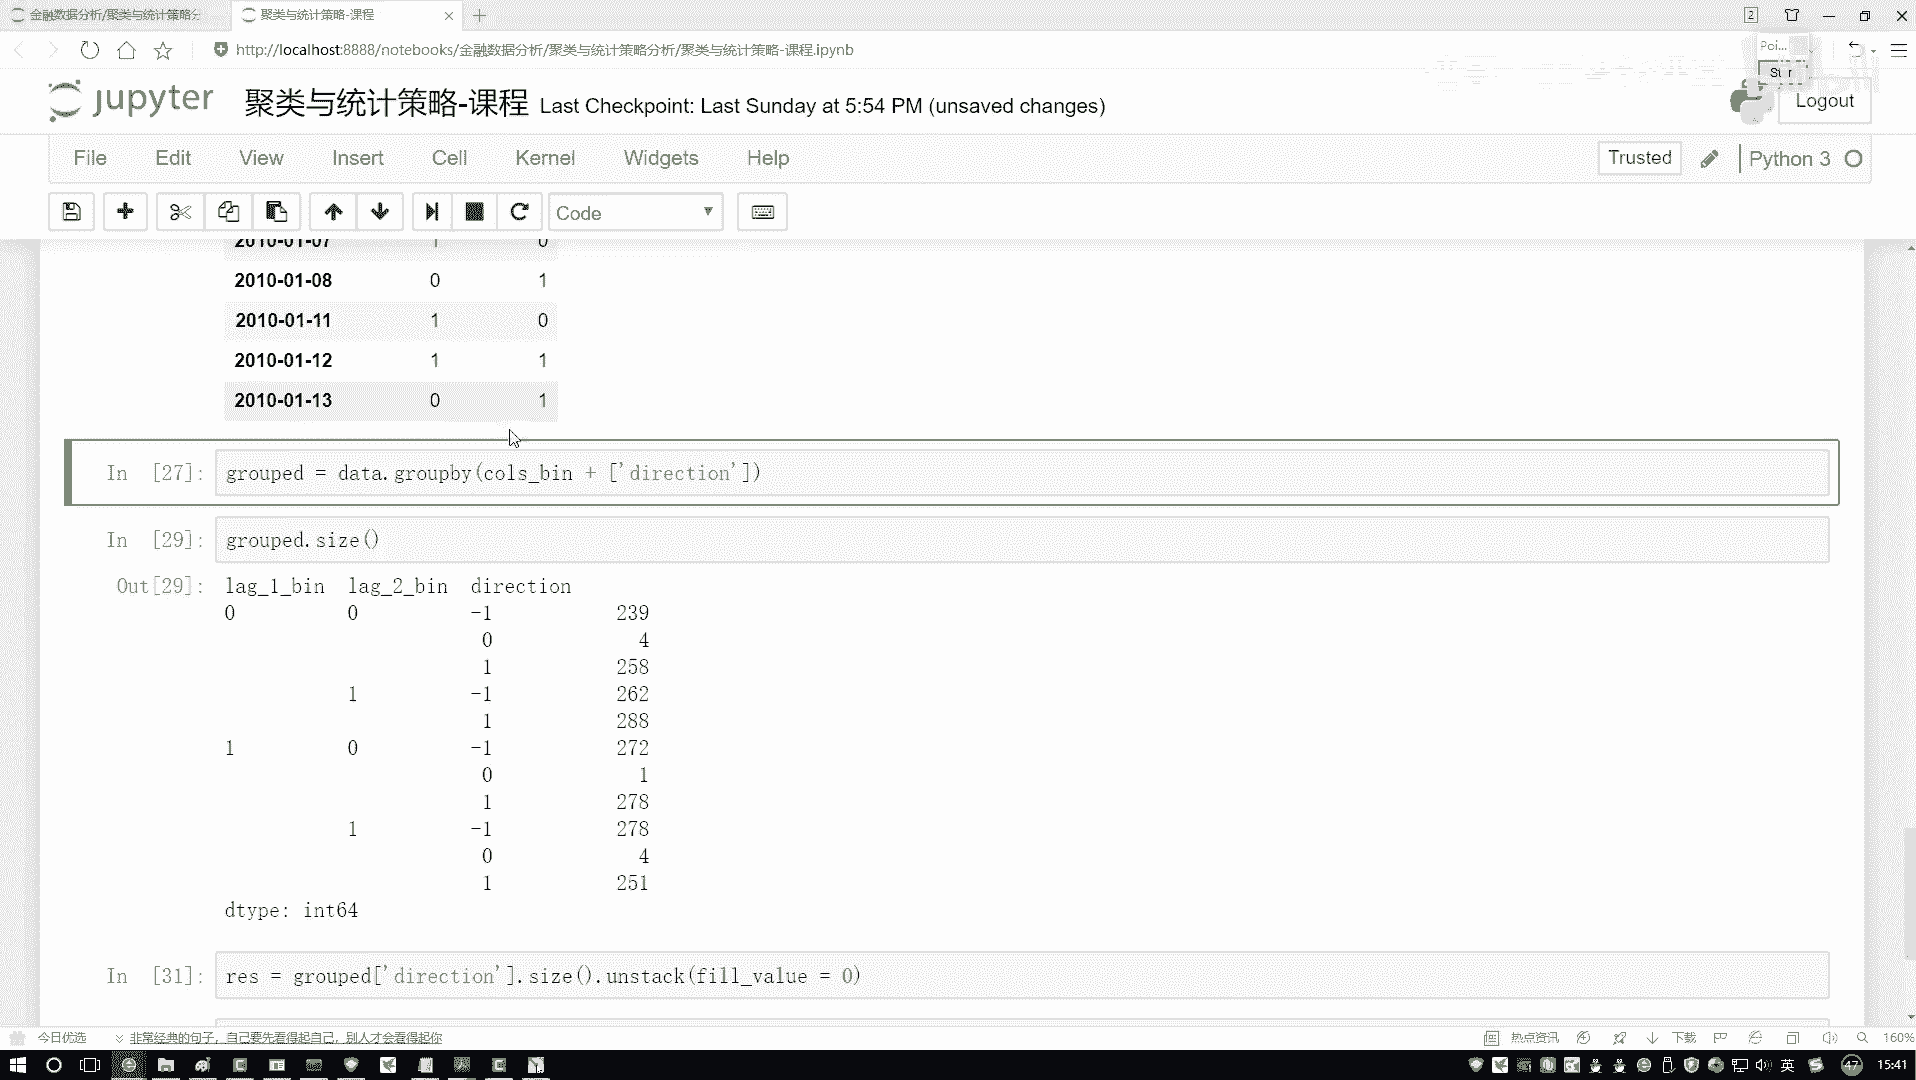 金融数据分析/聚类与统计策略分
聚类与统计策略-课程
2
http://localhost:8888/notebooks/金融数据分析/聚类与统计策略分析/聚类与统计策略-课程.ipynb
Poi...
jupyter 聚类与统计策略-课程 Last Checkpoint: Last Sunday at 5:54 PM (unsaved changes)
Logout
File Edit View Insert Cell Kernel Widgets Help
Trusted Python 3
Code
2010-01-07 1 0
2010-01-08 0 1
2010-01-11 1 0
2010-01-12 1 1
2010-01-13 0 1
In [27]: grouped = data.groupby(cols_bin + ['direction'])
In [29]: grouped.size()
Out[29]: lag_1_bin lag_2_bin direction
0 0 -1 239
0 4
1 258
1 -1 262
1 288
1 0 -1 272
0 1
1 278
1 -1 278
0 4
1 251
dtype: int64
In [31]: res = grouped['direction'].size().unstack(fill_value = 0)
今日优选 非常经典的句子，自己要先看得起自己，别人才会看得起你
热点资讯 下载 160%
英 47 15:41